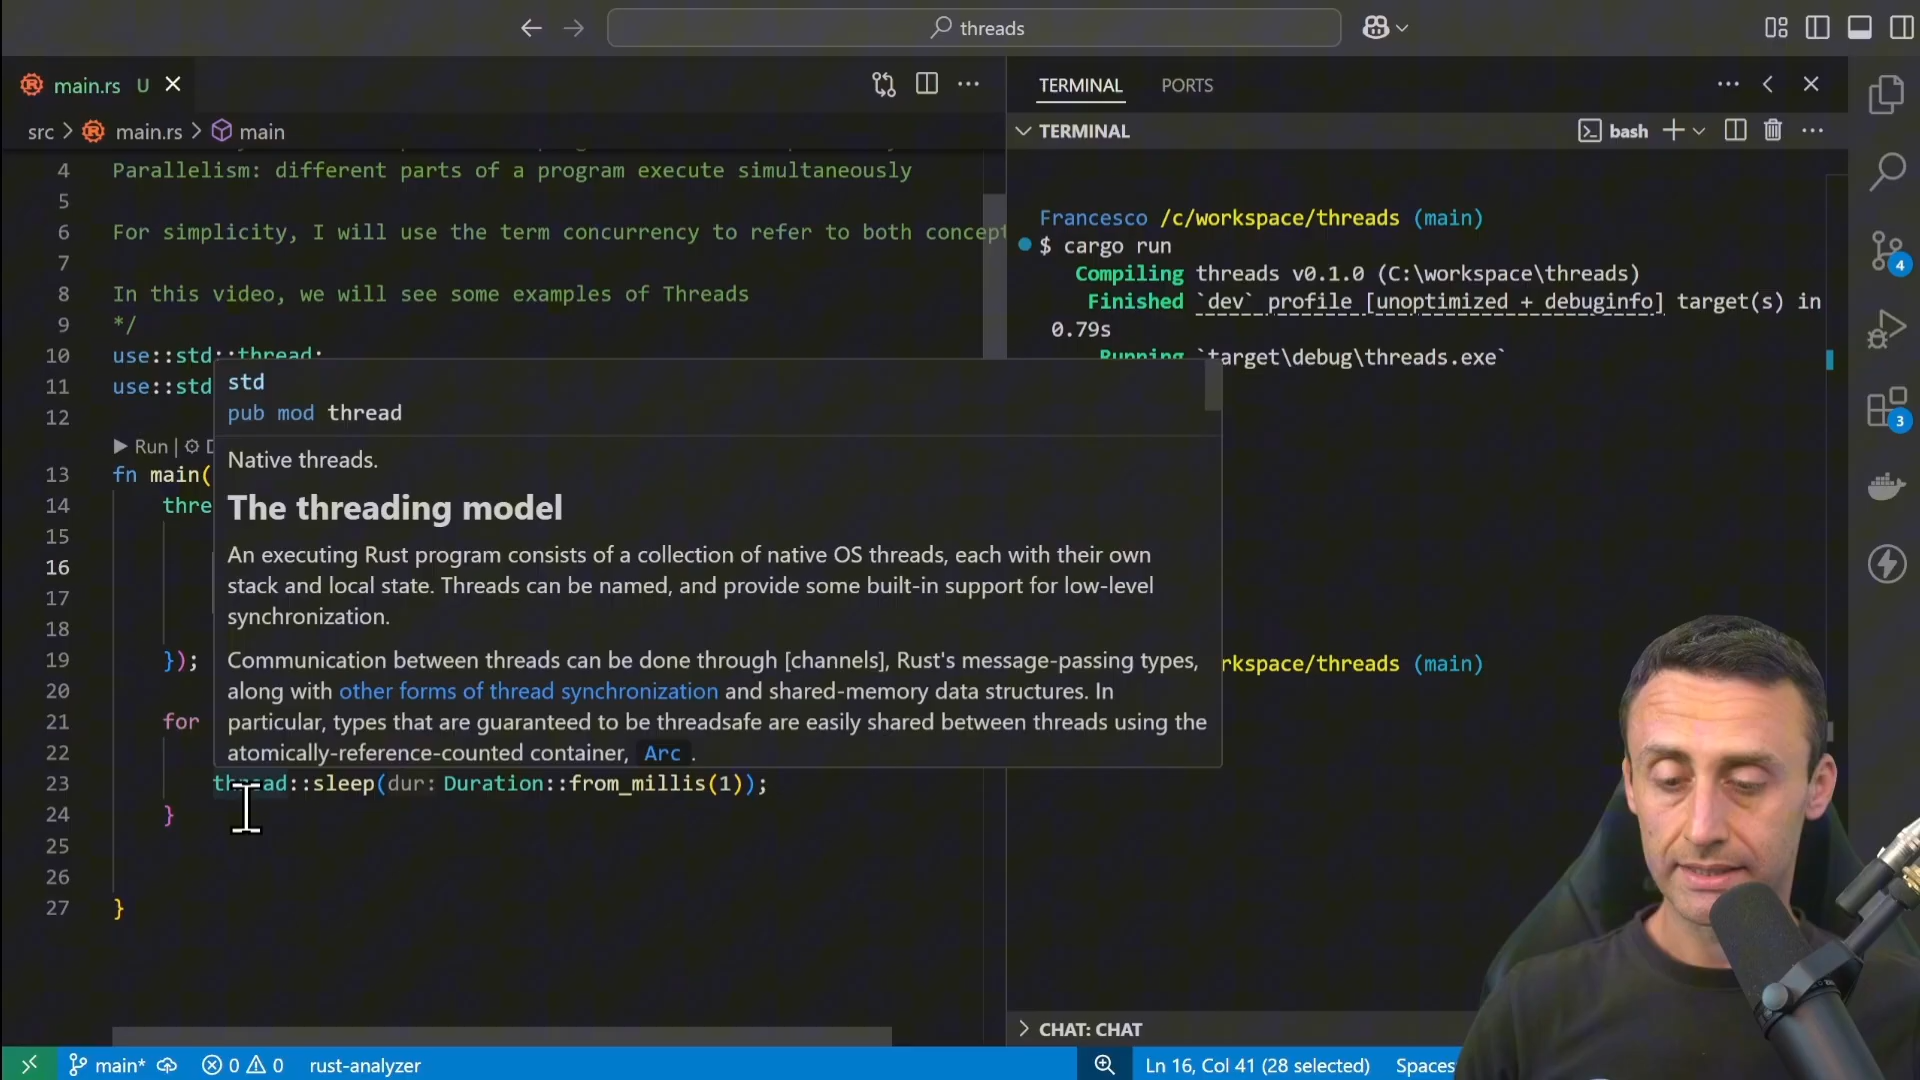 threads
main.rs U
src > main.rs > main
4 Parallelism: different parts of a program execute simultaneously
5
6 For simplicity, I will use the term concurrency to refer to both concept
7
8 In this video, we will see some examples of Threads
9 */
10 use::std::thread;
11 use::std
12
Run |
13 fn main(
14 thre
15
16
17
18
19 });
20
21 for
22
23 thread::sleep(dur: Duration::from_millis(1));
24 }
25
26
27 }
std
pub mod thread
Native threads.
The threading model
An executing Rust program consists of a collection of native OS threads, each with their own
stack and local state. Threads can be named, and provide some built-in support for low-level
synchronization.
Communication between threads can be done through [channels], Rust's message-passing types,
along with other forms of thread synchronization and shared-memory data structures. In
particular, types that are guaranteed to be threadsafe are easily shared between threads using the
atomically-reference-counted container, Arc .
TERMINAL PORTS
TERMINAL
bash
Francesco /c/workspace/threads (main)
$ cargo run
Compiling threads v0.1.0 (C:\workspace\threads)
Finished `dev` profile [unoptimized + debuginfo] target(s) in
0.79s
Running `target\debug\threads.exe`
rkspace/threads (main)
CHAT: CHAT
4
3
main* 0 0 rust-analyzer
Ln 16, Col 41 (28 selected) Spaces